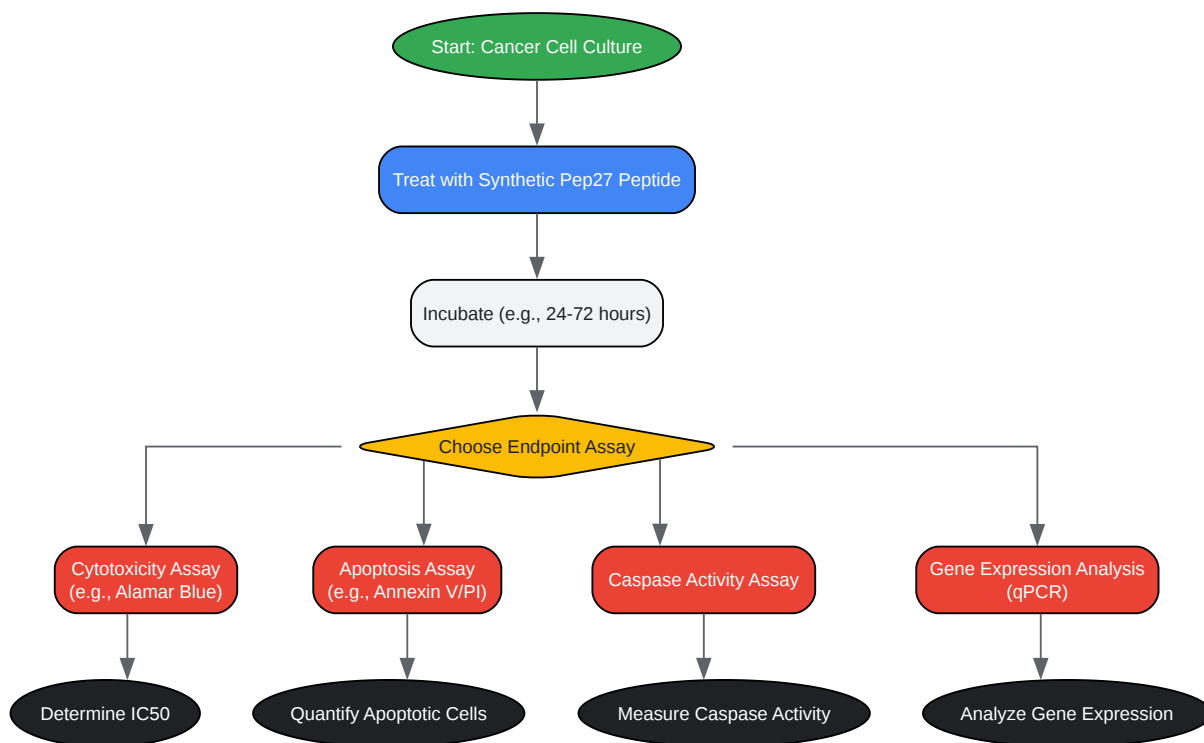 Start: Cancer Cell Culture
Treat with Synthetic Pep27 Peptide
Incubate (e.g., 24-72 hours)
Choose Endpoint Assay
Cytotoxicity Assay
(e.g., Alamar Blue)
Apoptosis Assay
(e.g., Annexin V/PI)
Caspase Activity Assay
Gene Expression Analysis
(qPCR)
Determine IC50
Quantify Apoptotic Cells
Measure Caspase Activity
Analyze Gene Expression